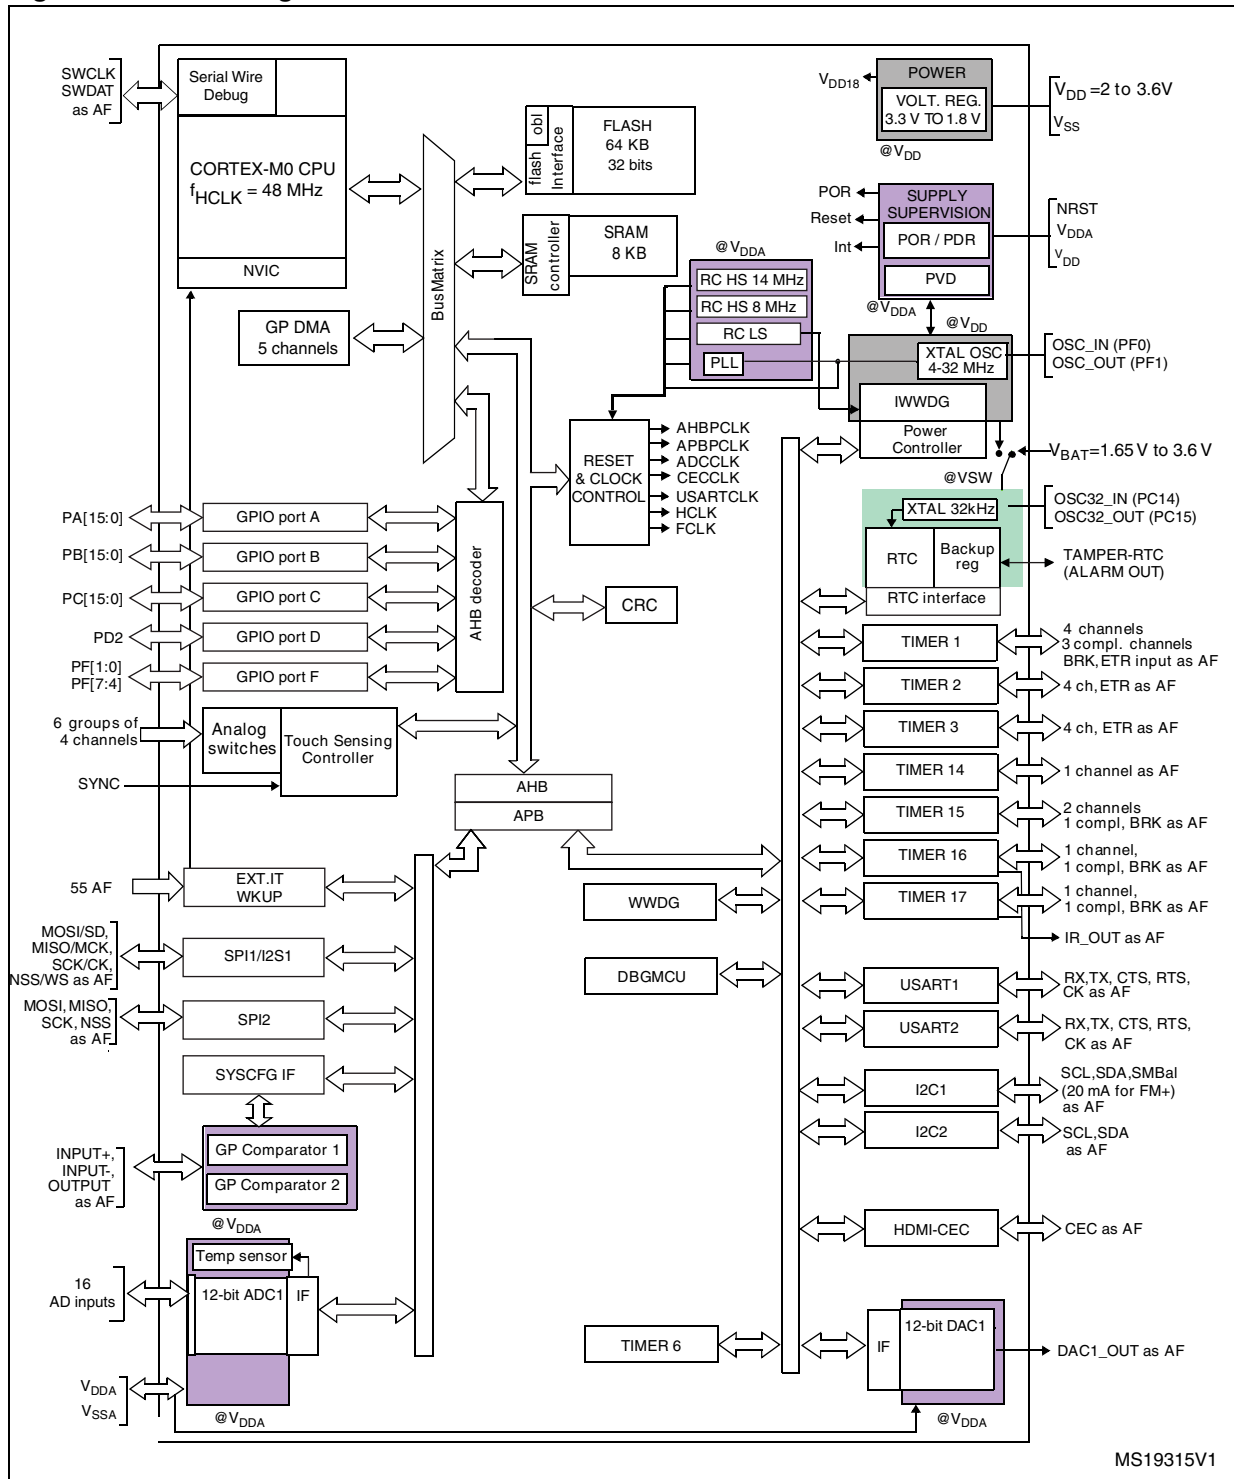 SWCLK
SWDAT
as AF
Serial Wire
Debug
CORTEX-M0 CPU
fHCLK = 48 MHz
NVIC
GP DMA
5 channels
BusMatrix
flash
obl
Interface
FLASH
64 KB
32 bits
SRAM
controller
SRAM
8 KB
@VDDA
RC HS 14 MHz
RC HS 8 MHz
RC LS
PLL
VDD18
POWER
VOLT. REG.
3.3 V TO 1.8 V
@VDD
VDD =2 to 3.6V
VSS
POR
Reset
Int
SUPPLY
SUPERVISION
POR / PDR
PVD
@VDDA
NRST
VDDA
VDD
@VDD
XTAL OSC
4-32 MHz
IWWDG
Power
Controller
OSC_IN (PF0)
OSC_OUT (PF1)
VBAT=1.65 V to 3.6 V
@VSW
XTAL 32kHz
RTC
Backup
reg
RTC interface
OSC32_IN (PC14)
OSC32_OUT (PC15)
TAMPER-RTC
(ALARM OUT)
RESET
& CLOCK
CONTROL
AHBPCLK
APBPCLK
ADCCLK
CECCLK
USARTCLK
HCLK
FCLK
PA[15:0]
GPIO port A
PB[15:0]
GPIO port B
PC[15:0]
GPIO port C
PD2
GPIO port D
PF[1:0]
PF[7:4]
GPIO port F
AHB decoder
CRC
6 groups of
4 channels
Analog
switches
Touch Sensing
Controller
SYNC
AHB
APB
TIMER 1
4 channels
3 compl. channels
BRK,ETR input as AF
TIMER 2
4 ch,ETR as AF
TIMER 3
4 ch, ETR as AF
TIMER 14
1 channel as AF
TIMER 15
2 channels
1 compl, BRK as AF
TIMER 16
1 channel,
1 compl, BRK as AF
TIMER 17
1 channel,
1 compl, BRK as AF
IR_OUT as AF
55 AF
EXT.IT
WKUP
WWDG
MOSI/SD,
MISO/MCK,
SCK/CK,
NSS/WS as AF
SPI1/I2S1
DBGMCU
USART1
RX,TX, CTS, RTS,
CK as AF
MOSI,MISO,
SCK,NSS
as AF
SPI2
USART2
RX,TX, CTS, RTS,
CK as AF
SYSCFG IF
I2C1
SCL,SDA,SMBal
(20 mA for FM+)
as AF
I2C2
SCL,SDA
as AF
INPUT+,
INPUT-,
OUTPUT
as AF
GP Comparator 1
GP Comparator 2
@VDDA
HDMI-CEC
CEC as AF
Temp sensor
16
AD inputs
12-bit ADC1
IF
TIMER 6
IF
12-bit DAC1
DAC1_OUT as AF
VDDA
VSSA
@VDDA
@VDDA
MS19315V1